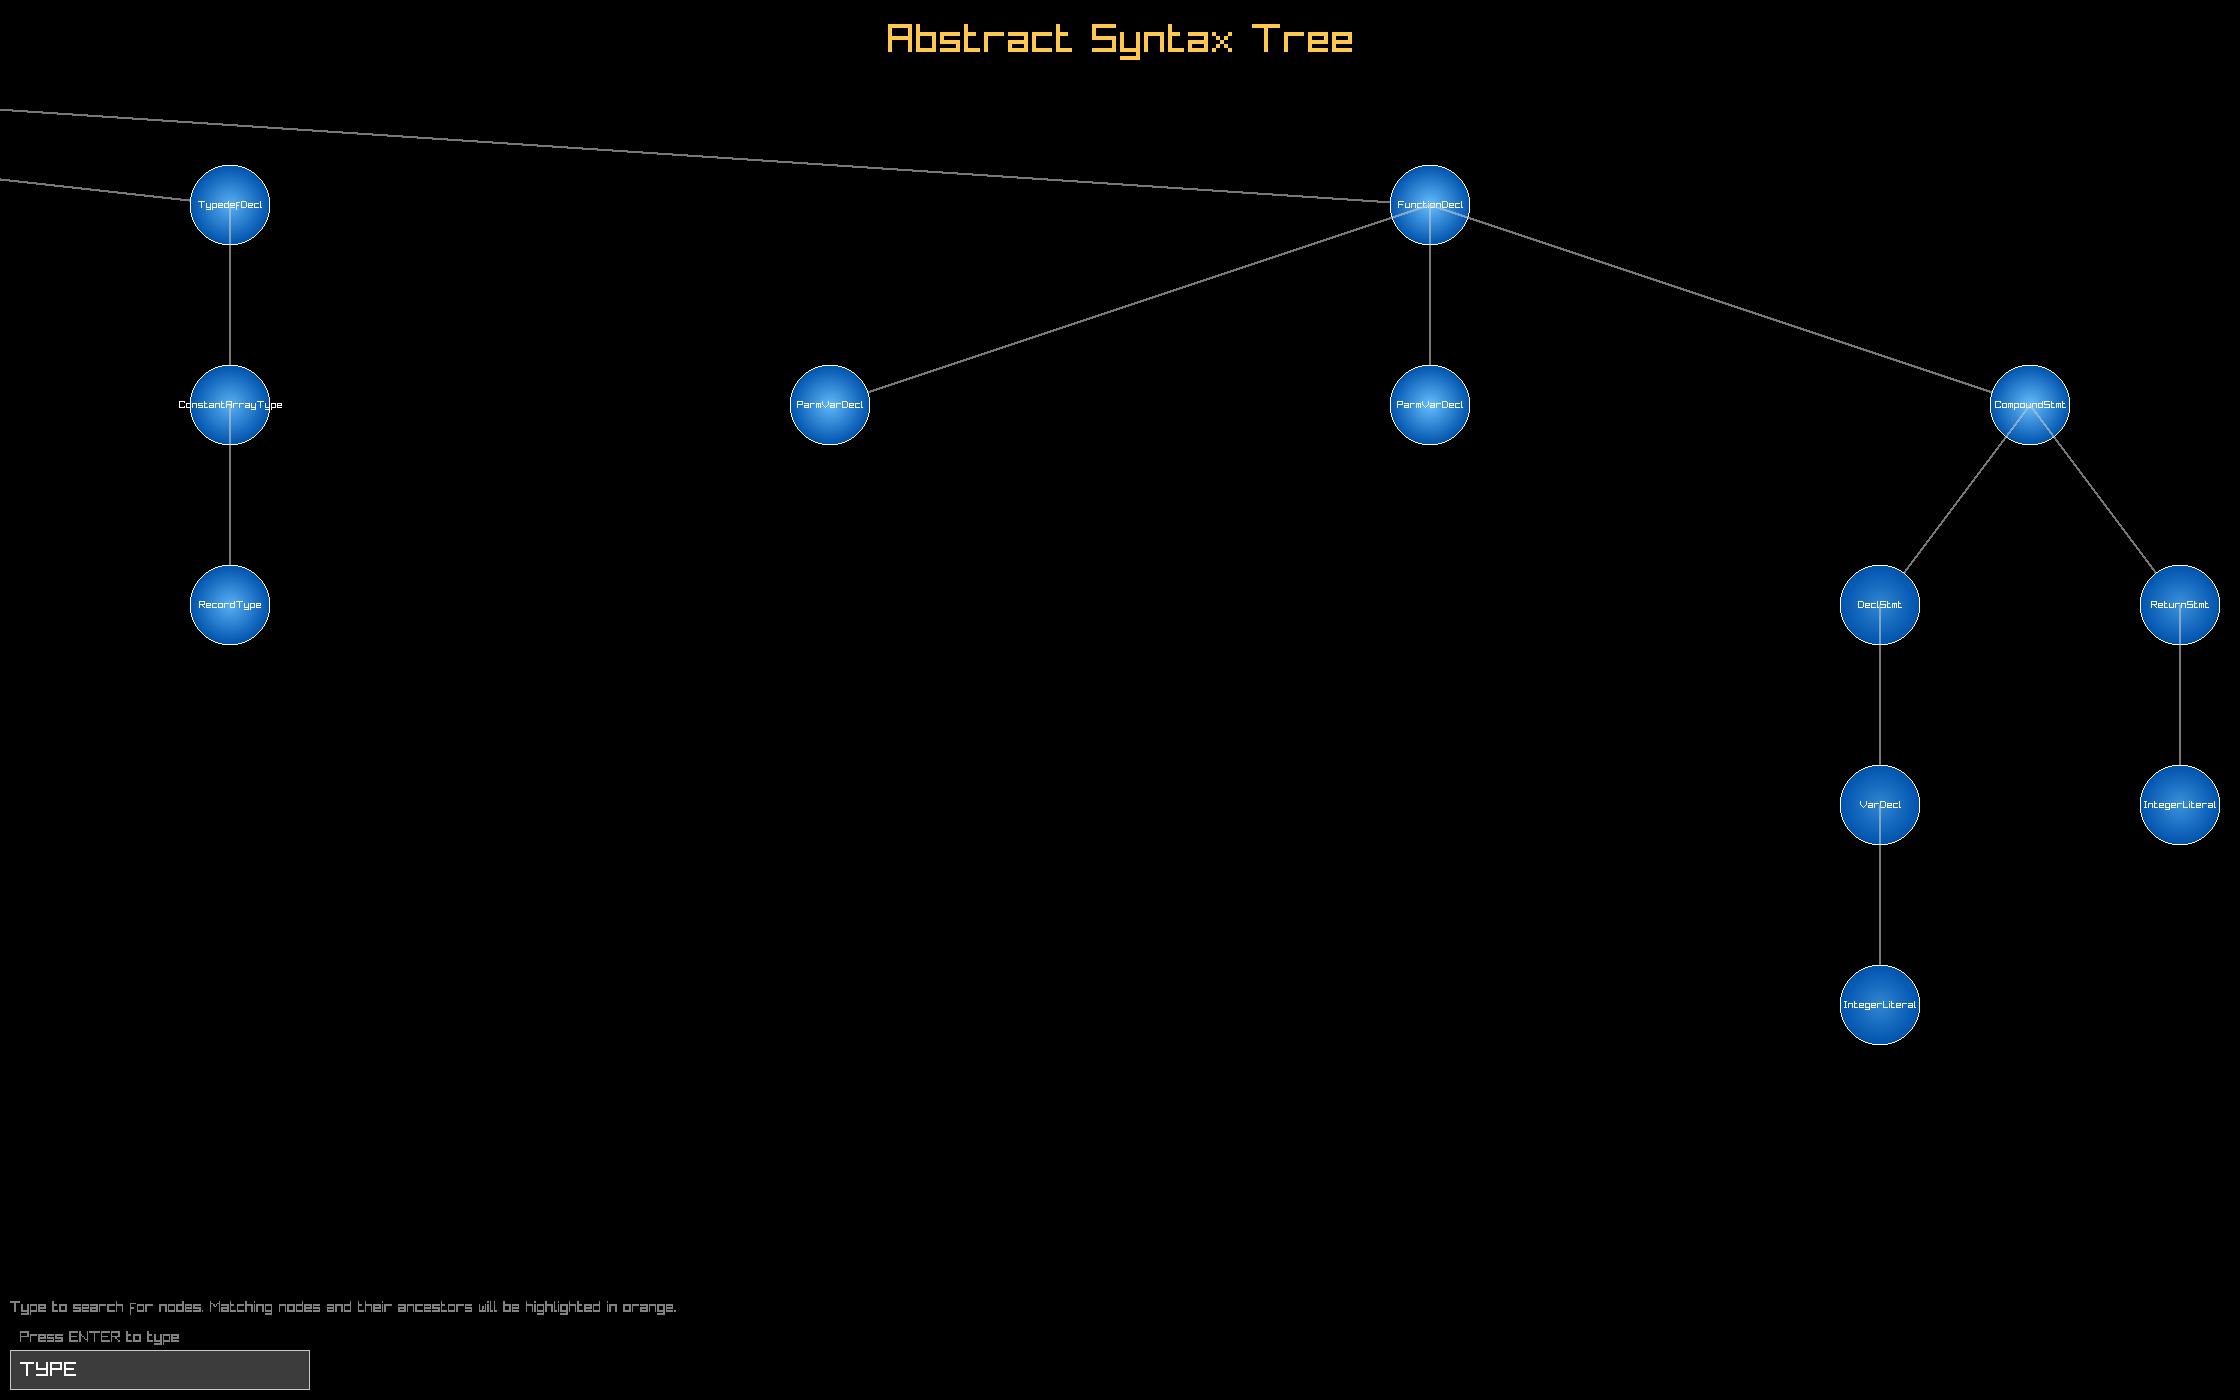 Abstract Syntax Tree
TypedefDecl
FunctionDecl
ConstantArrayType
ParmVarDecl
ParmVarDecl
CompoundStmt
RecordType
DeclStmt
ReturnStmt
VarDecl
IntegerLiteral
IntegerLiteral
Type to search for nodes. Matching nodes and their ancestors will be highlighted in orange.
Press ENTER to type
TYPE